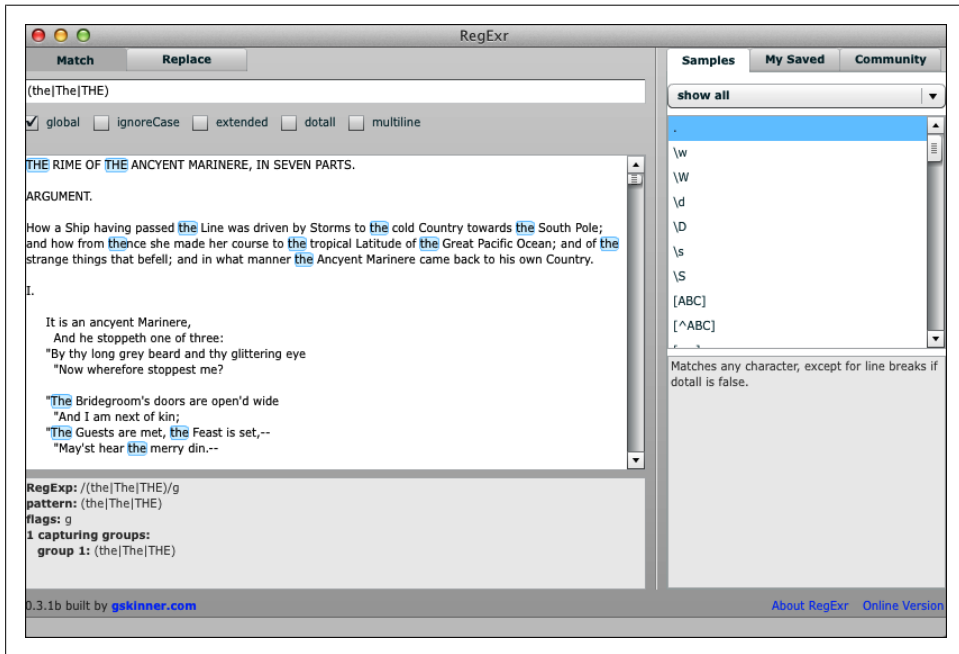 RegExr
Match Replace
(the|The|THE)
global ignoreCase extended dotall multiline
THE RIME OF THE ANCYENT MARINERE, IN SEVEN PARTS.
ARGUMENT.
How a Ship having passed the Line was driven by Storms to the cold Country towards the South Pole;
and how from thence she made her course to the tropical Latitude of the Great Pacific Ocean; and of the
strange things that befell; and in what manner the Ancyent Marinere came back to his own Country.
I.
It is an ancyent Marinere,
And he stoppeth one of three:
"By thy long grey beard and thy glittering eye
"Now wherefore stoppest me?
"The Bridegroom's doors are open'd wide
"And I am next of kin;
"The Guests are met, the Feast is set,--
"May'st hear the merry din.--
RegExp: /(the|The|THE)/g
pattern: (the|The|THE)
flags: g
1 capturing groups:
group 1: (the|The|THE)
0.3.1b built by gskinner.com
Samples My Saved Community
show all
.
\w
\W
\d
\D
\s
\S
[ABC]
[^ABC]
Matches any character, except for line breaks if
dotall is false.
About RegExr Online Version